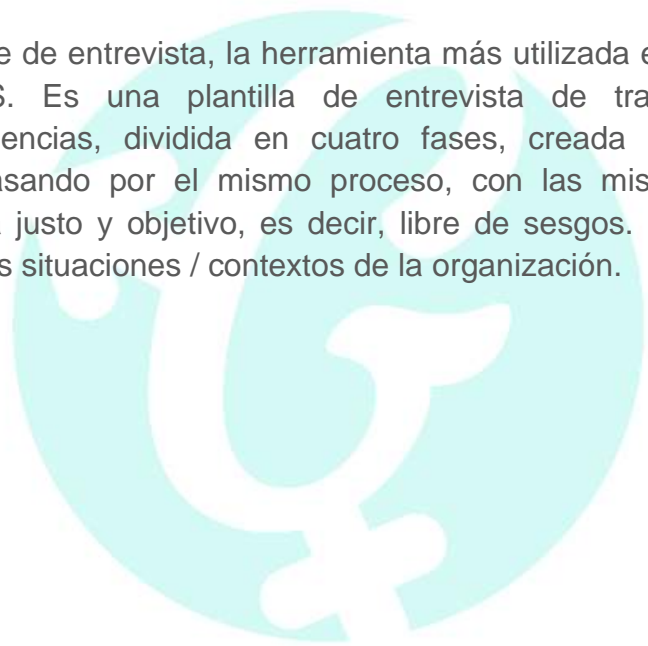 e de entrevista, la herramienta más utilizada e
S. Es una plantilla de entrevista de tra
encias, dividida en cuatro fases, creada
asando por el mismo proceso, con las mis
justo y objetivo, es decir, libre de sesgos.
s situaciones / contextos de la organización.